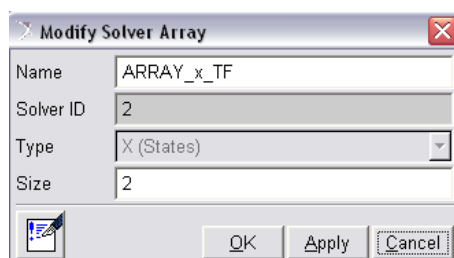 Modify Solver Array
Name ARRAY_x_TF
Solver ID 2
Type X (States)
Size 2
OK Apply Cancel